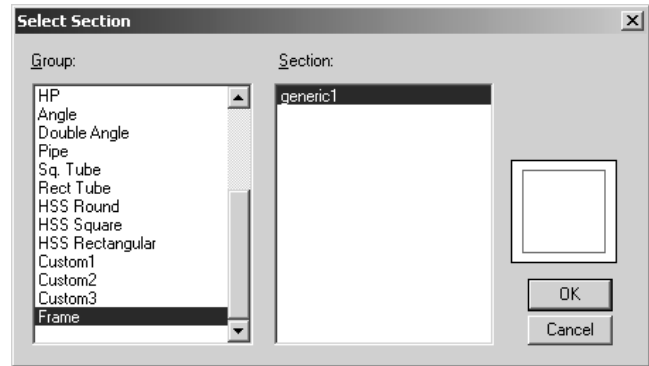 Select Section
Group:
Section:
HP
Angle
Double Angle
Pipe
Sq. Tube
Rect Tube
HSS Round
HSS Square
HSS Rectangular
Custom1
Custom2
Custom3
Frame
generic1
OK
Cancel